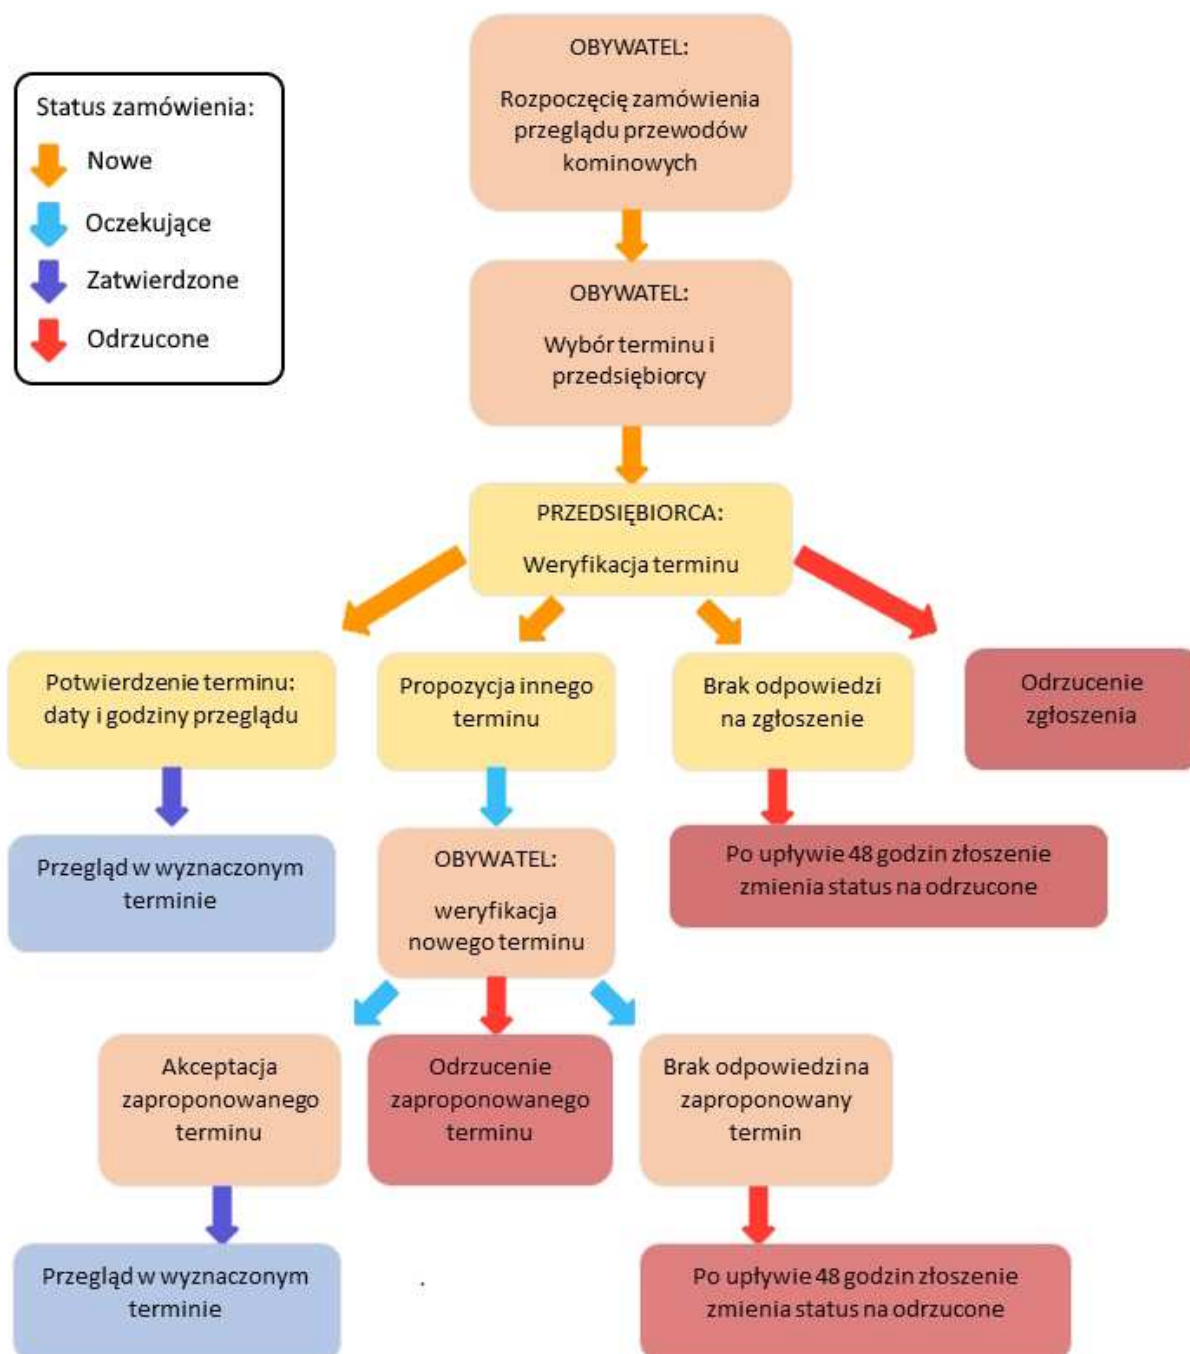 Status zamówienia:
Nowe
Oczekujące
Zatwierdzone
Odrzucone
OBYWATEL:
Rozpoczęcię zamówienia
przeglądu przewodów
kominowych
OBYWATEL:
Wybór terminu i
przedsiębiorcy
PRZEDSIĘBIORCA:
Weryfikacja terminu
Potwierdzenie terminu:
daty i godziny przeglądu
Propozycja innego
terminu
Brak odpowiedzi
na zgłoszenie
Odrzucenie
zgłoszenia
Przegląd w wyznaczonym
terminie
OBYWATEL:
weryfikacja
nowego terminu
Po upływie 48 godzin złoszenie
zmienia status na odrzucone
Akceptacja
zaproponowanego
terminu
Odrzucenie
zaproponowanego
terminu
Brak odpowiedzi na
zaproponowany
termin
Przegląd w wyznaczonym
terminie
.
Po upływie 48 godzin złoszenie
zmienia status na odrzucone